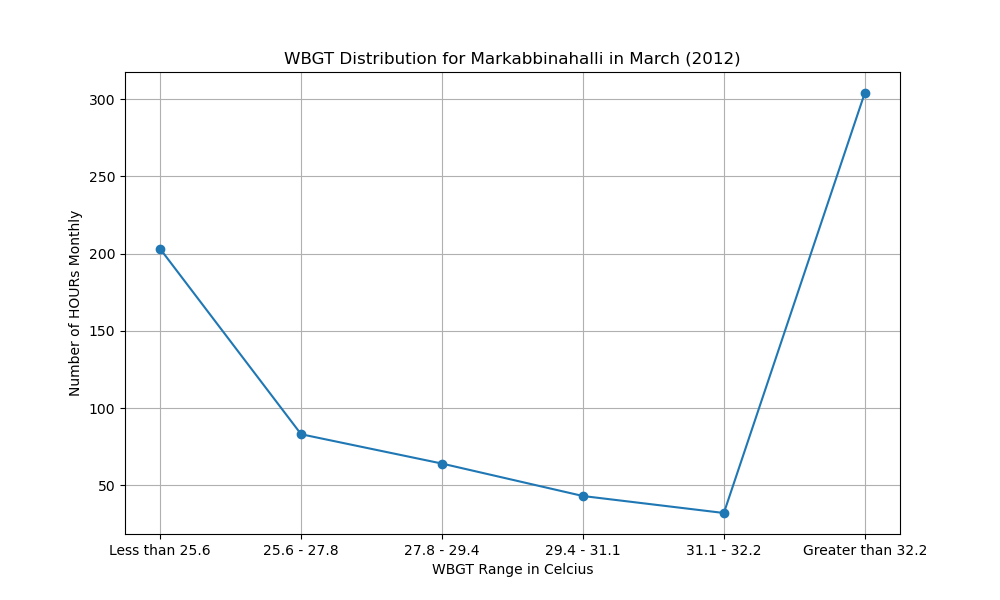 WBGT Distribution for Markabbinahalli in March (2012)
Number of HOURs Monthly
300
250
200
150
100
50
Less than 25.6
25.6 - 27.8
27.8 - 29.4
29.4 - 31.1
31.1 - 32.2
Greater than 32.2
WBGT Range in Celcius